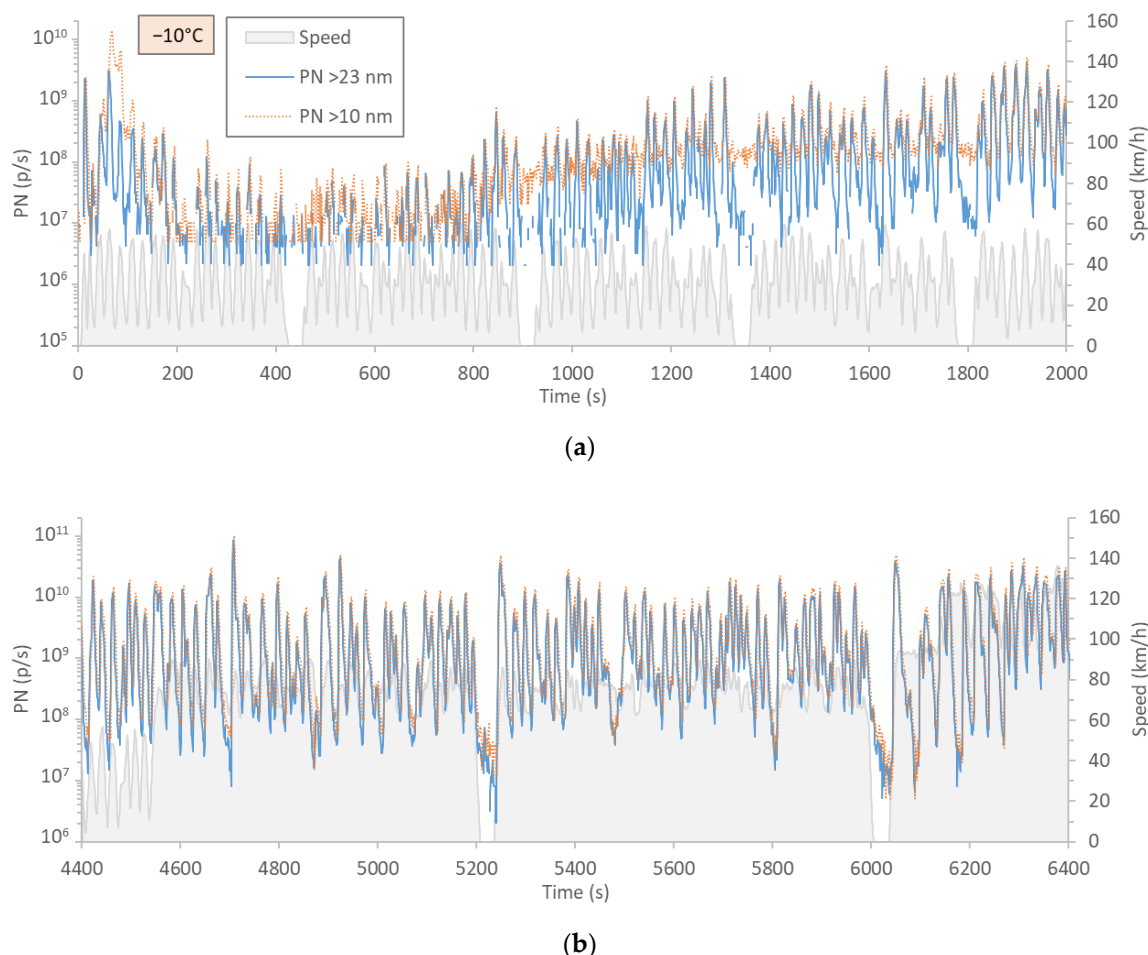 −10°C
Speed
PN >23 nm
PN >10 nm
PN (p/s)
10¹⁰
10⁹
10⁸
10⁷
10⁶
10⁵
160
140
120
100
80
60
40
20
0
Speed (km/h)
0 200 400 600 800 1000 1200 1400 1600 1800 2000
Time (s)
(a)
PN (p/s)
10¹¹
10¹⁰
10⁹
10⁸
10⁷
10⁶
160
140
120
100
80
60
40
20
0
Speed (km/h)
4400 4600 4800 5000 5200 5400 5600 5800 6000 6200 6400
Time (s)
(b)